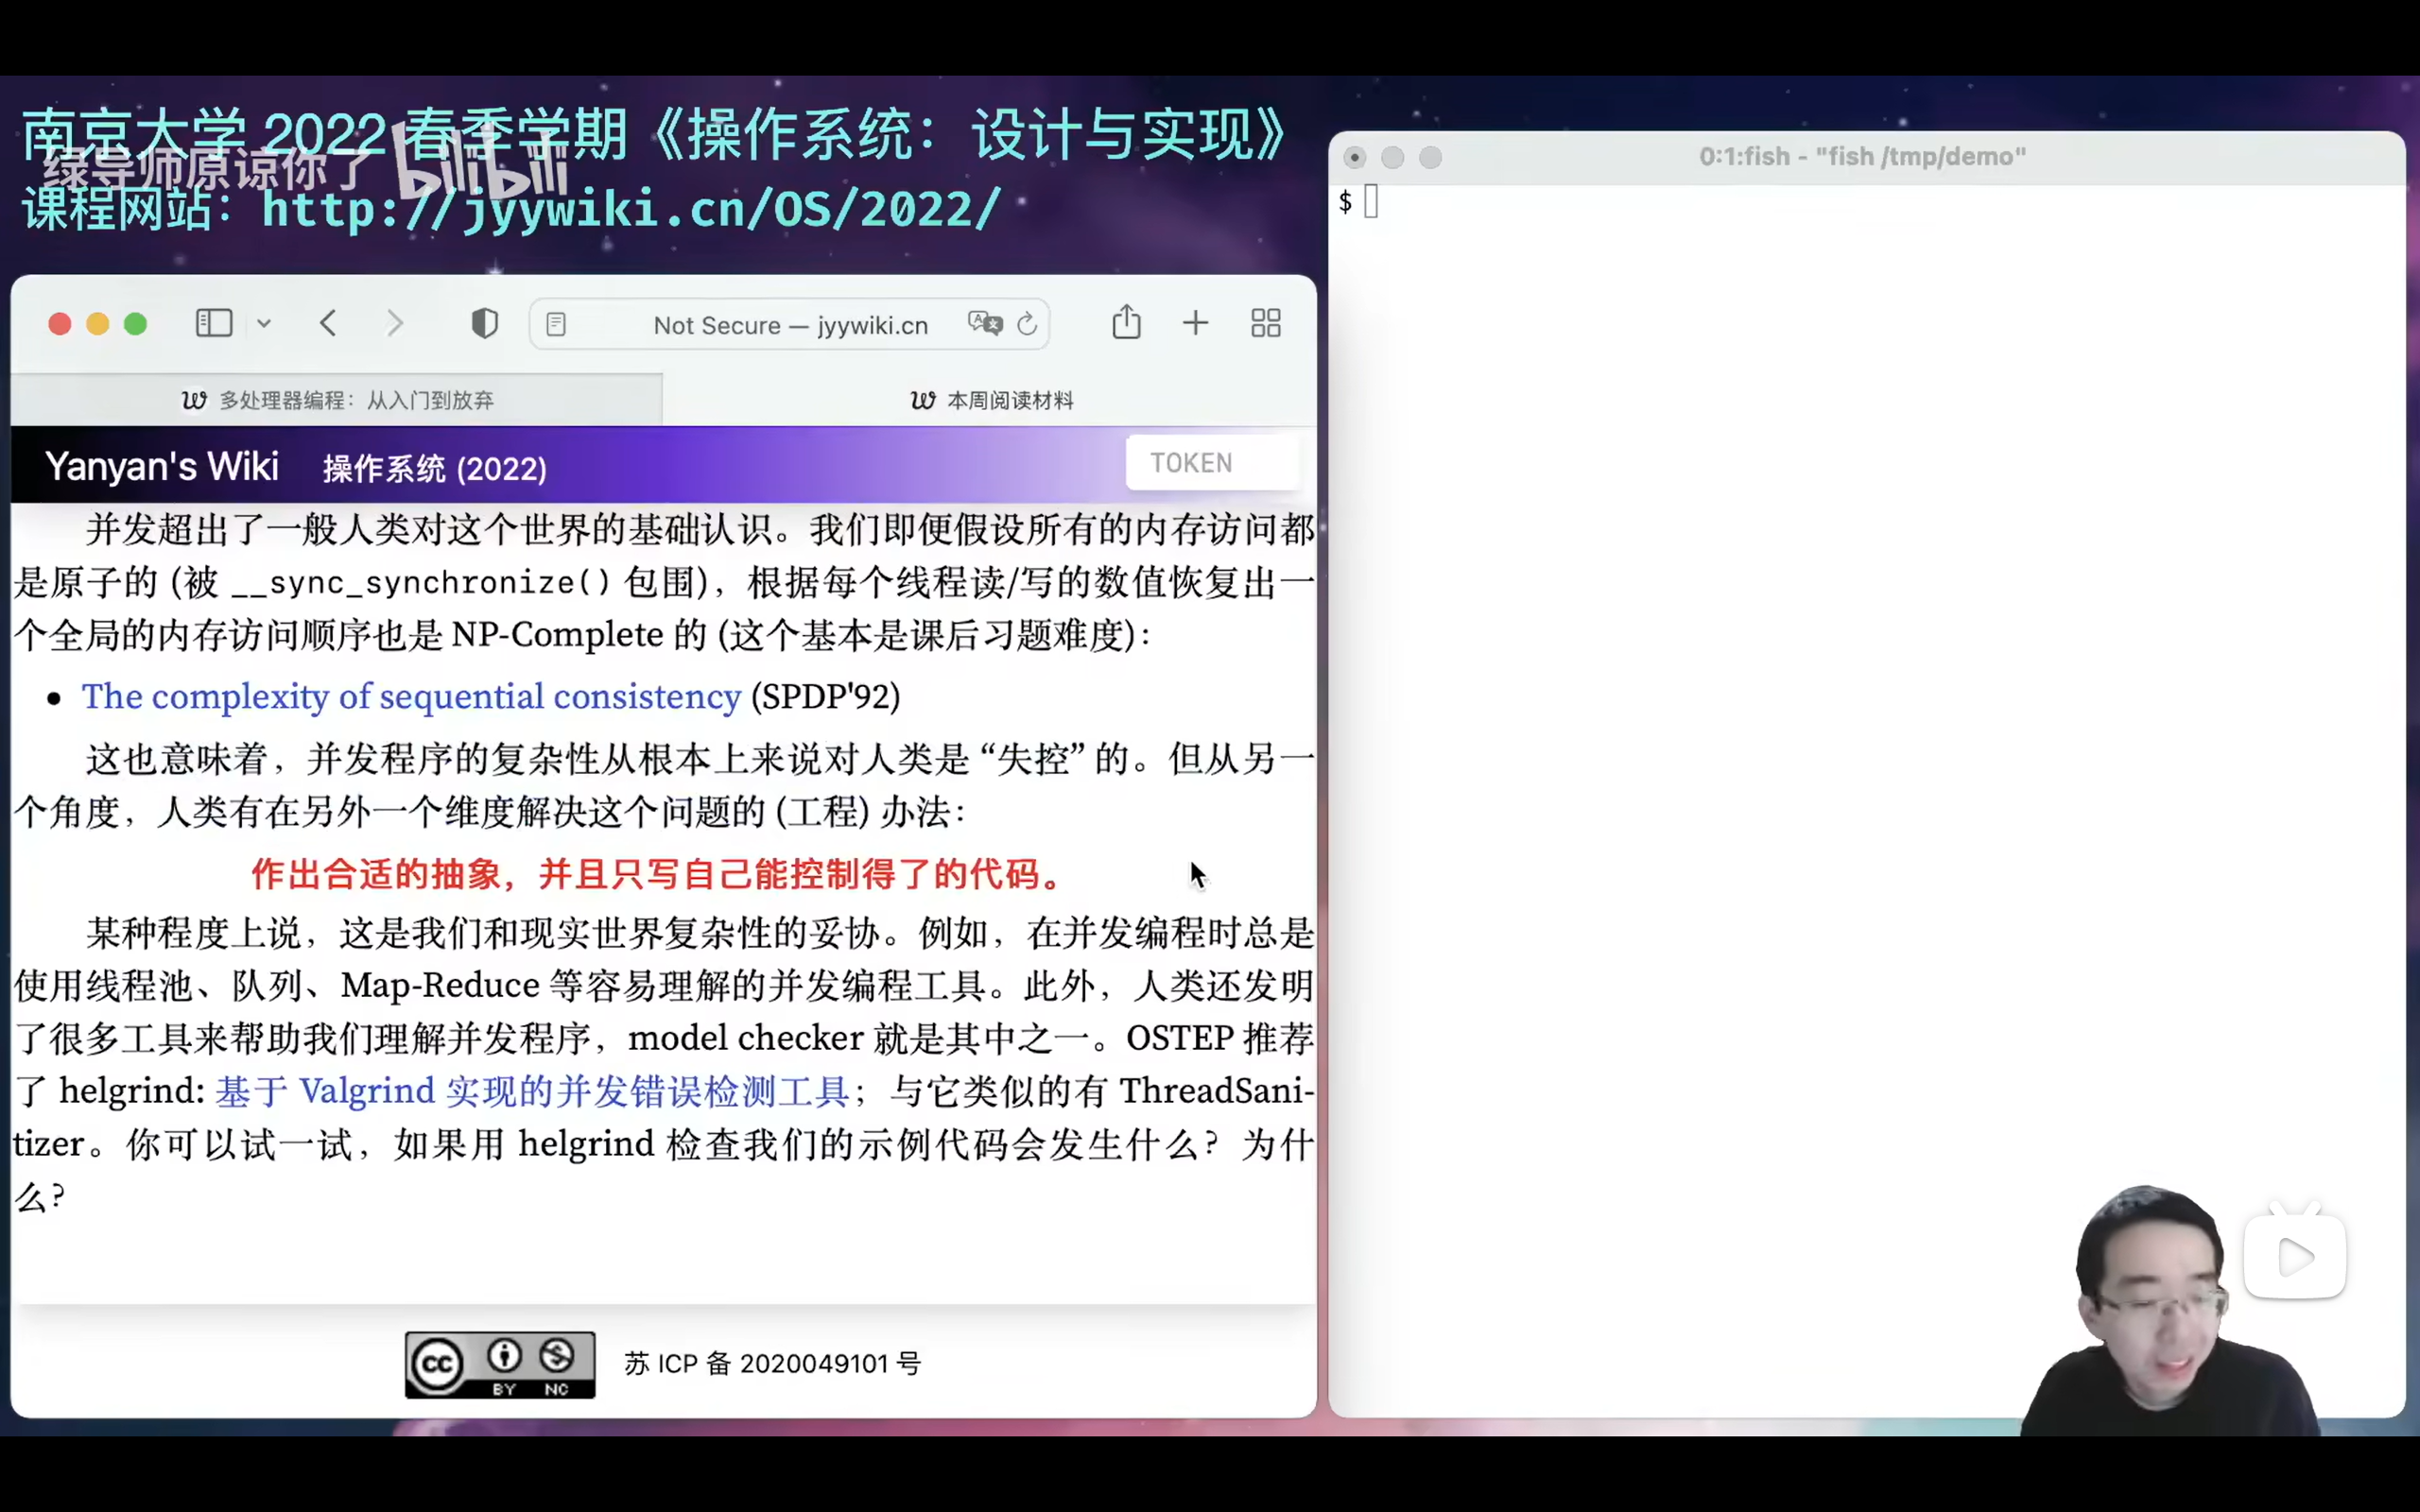 南京大学 2022 春季学期《操作系统：设计与实现》
绿导师原谅你了 bilibili
课程网站：http://jyywiki.cn/OS/2022/
0:1:fish - "fish /tmp/demo"
$
Not Secure — jyywiki.cn
多处理器编程：从入门到放弃
本周阅读材料
Yanyan's Wiki 操作系统 (2022) TOKEN
并发超出了一般人类对这个世界的基础认识。我们即便假设所有的内存访问都
是原子的 (被 __sync_synchronize() 包围)，根据每个线程读/写的数值恢复出一
个全局的内存访问顺序也是 NP-Complete 的 (这个基本是课后习题难度)：
• The complexity of sequential consistency (SPDP'92)
这也意味着，并发程序的复杂性从根本上来说对人类是 “失控” 的。但从另一
个角度，人类有在另外一个维度解决这个问题的 (工程) 办法：
作出合适的抽象，并且只写自己能控制得了的代码。
某种程度上说，这是我们和现实世界复杂性的妥协。例如，在并发编程时总是
使用线程池、队列、Map-Reduce 等容易理解的并发编程工具。此外，人类还发明
了很多工具来帮助我们理解并发程序，model checker 就是其中之一。OSTEP 推荐
了 helgrind: 基于 Valgrind 实现的并发错误检测工具；与它类似的有 ThreadSani-
tizer。你可以试一试，如果用 helgrind 检查我们的示例代码会发生什么？为什
么？
cc BY NC 苏 ICP 备 2020049101 号